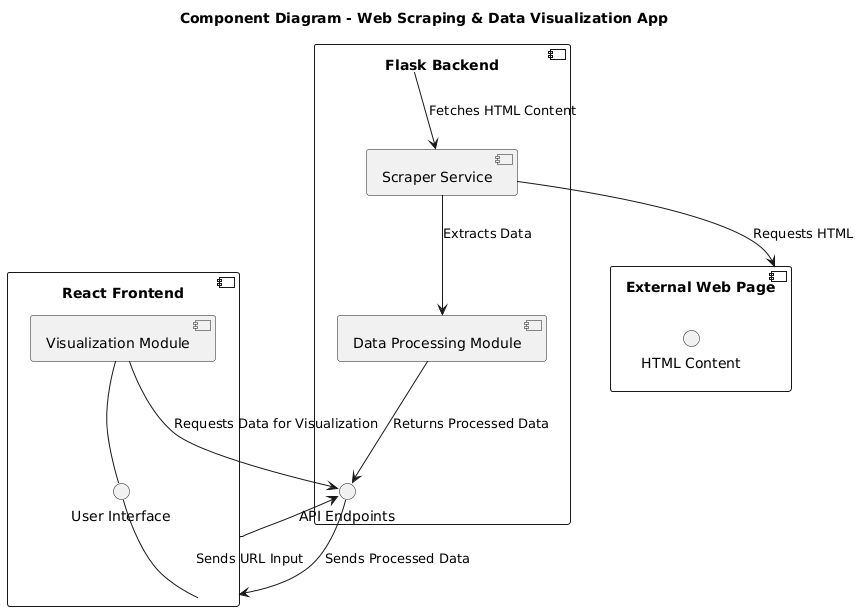 Component Diagram - Web Scraping & Data Visualization App
Flask Backend
Fetches HTML Content
Scraper Service
Extracts Data
Requests HTML
React Frontend
External Web Page
Visualization Module
Data Processing Module
HTML Content
Requests Data for Visualization
Returns Processed Data
User Interface
API Endpoints
Sends URL Input
Sends Processed Data